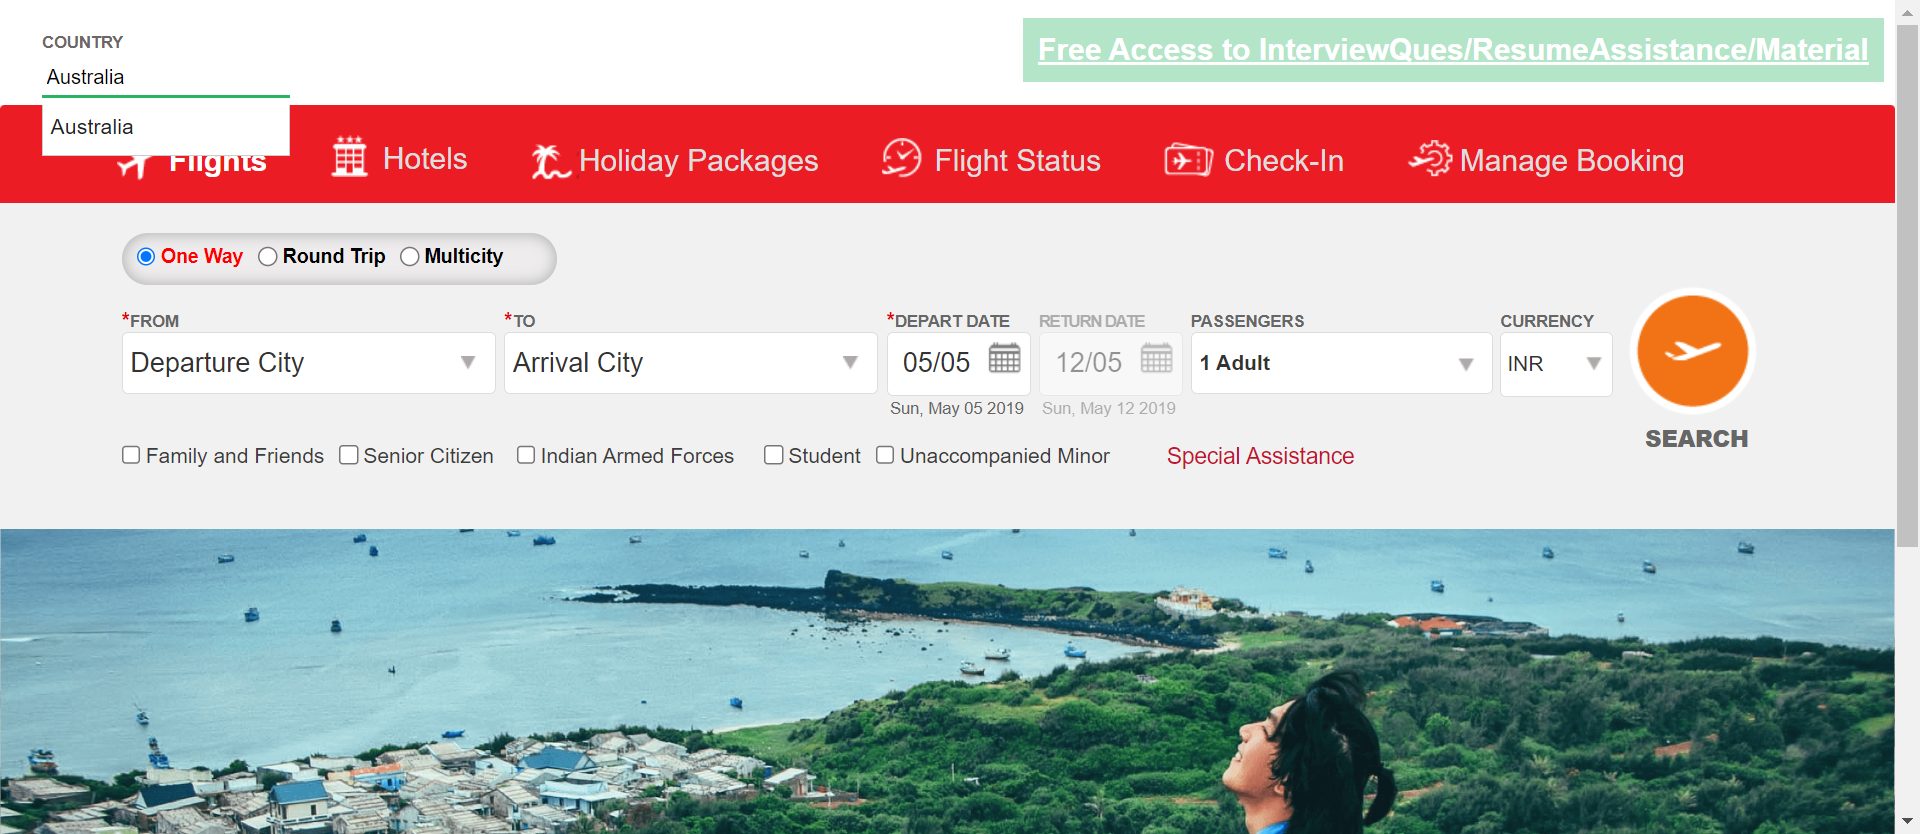 COUNTRY
Free Access to InterviewQues/ResumeAssistance/Material
Australia
Australia
Flights
Hotels
Holiday Packages
Flight Status
Check-In
Manage Booking
One Way
Round Trip
Multicity
*FROM
*TO
*DEPART DATE
RETURN DATE
PASSENGERS
CURRENCY
Departure City
Arrival City
05/05
12/05
1 Adult
INR
Sun, May 05 2019
Sun, May 12 2019
SEARCH
Family and Friends
Senior Citizen
Indian Armed Forces
Student
Unaccompanied Minor
Special Assistance